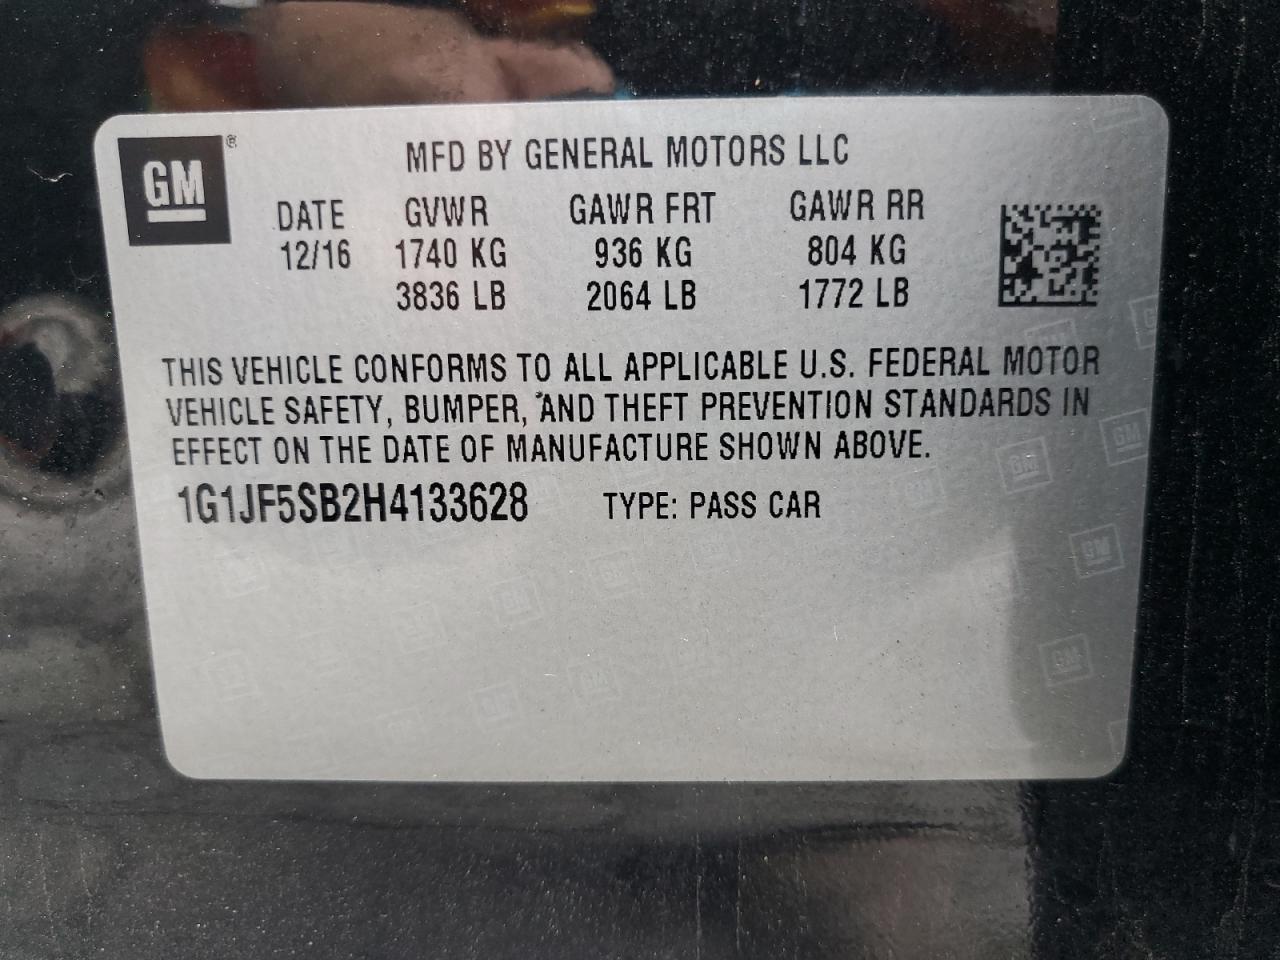 GM ®
MFD BY GENERAL MOTORS LLC
DATE GVWR GAWR FRT GAWR RR
12/16 1740 KG 936 KG 804 KG
3836 LB 2064 LB 1772 LB
THIS VEHICLE CONFORMS TO ALL APPLICABLE U.S. FEDERAL MOTOR
VEHICLE SAFETY, BUMPER, AND THEFT PREVENTION STANDARDS IN
EFFECT ON THE DATE OF MANUFACTURE SHOWN ABOVE.
1G1JF5SB2H4133628 TYPE: PASS CAR